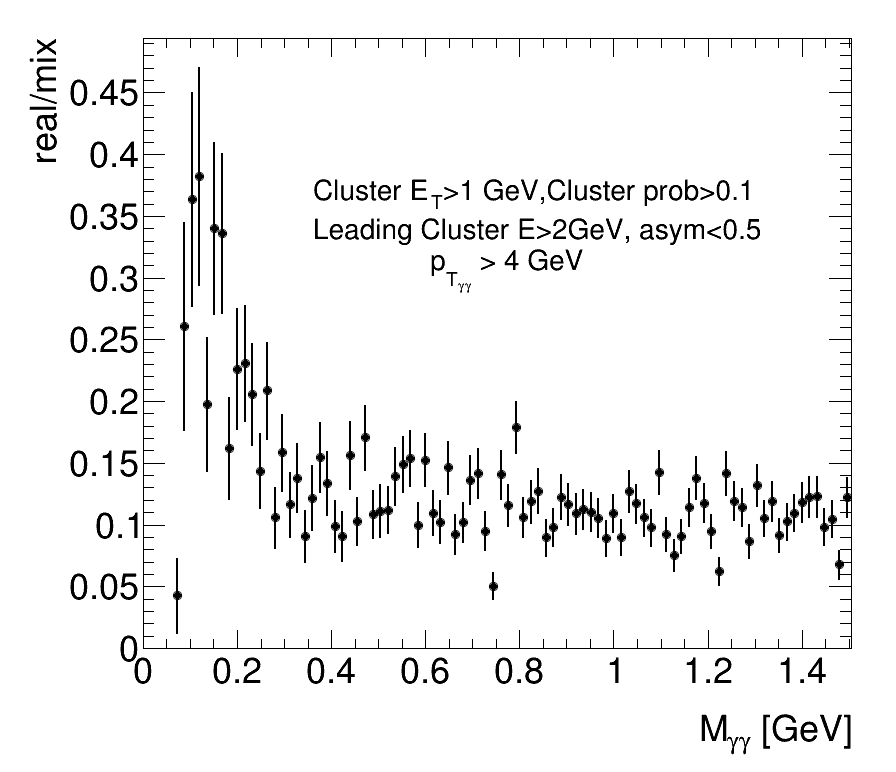 real/mix
0.45
0.4
0.35
0.3
0.25
0.2
0.15
0.1
0.05
0
Cluster E_T>1 GeV,Cluster prob>0.1
Leading Cluster E>2GeV, asym<0.5
p_Tγγ > 4 GeV
0 0.2 0.4 0.6 0.8 1 1.2 1.4
M_γγ [GeV]